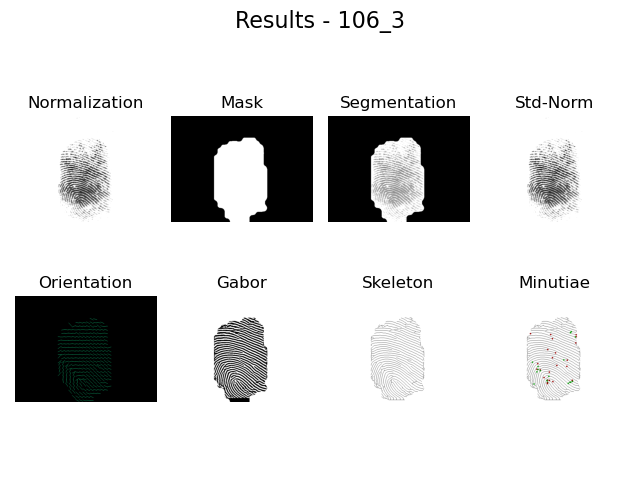 Results - 106_3
Normalization Mask Segmentation Std-Norm
Orientation Gabor Skeleton Minutiae